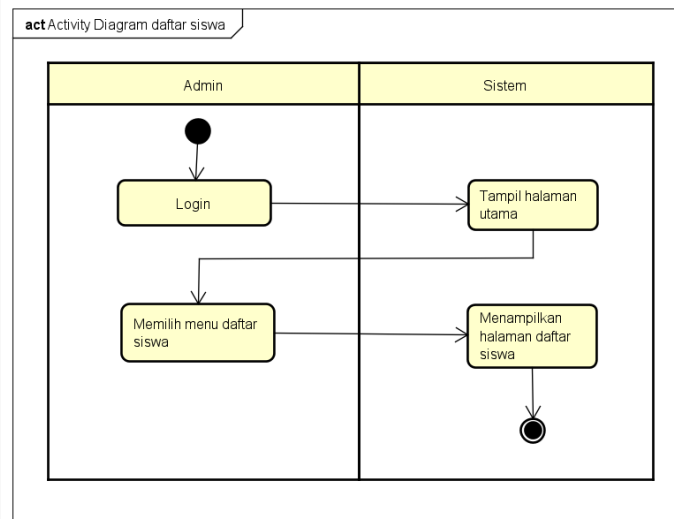 act Activity Diagram daftar siswa
Admin
Sistem
Login
Tampil halaman
utama
Memilih menu daftar
siswa
Menampilkan
halaman daftar
siswa